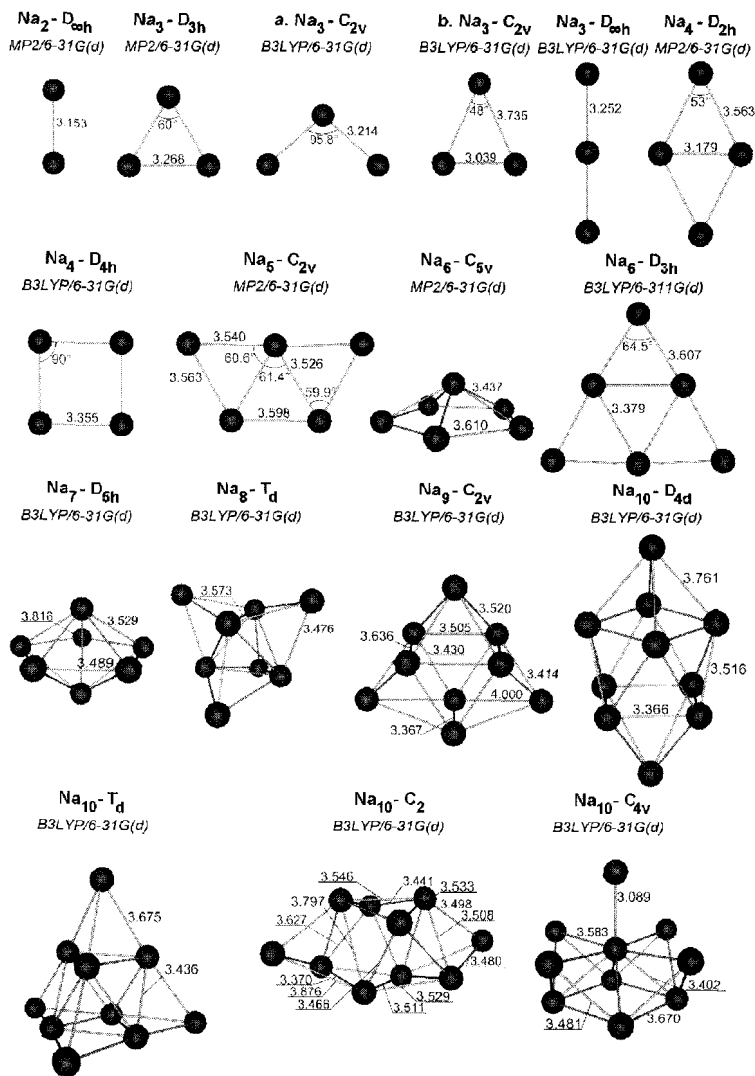 Na2 - D∞h
MP2/6-31G(d)
3.153
Na3 - D3h
MP2/6-31G(d)
60°
3.268
a. Na3 - C2v
B3LYP/6-31G(d)
95.8°
3.214
b. Na3 - C2v
B3LYP/6-31G(d)
48°
3.735
3.039
Na3 - D∞h
B3LYP/6-31G(d)
3.252
Na4 - D2h
MP2/6-31G(d)
53°
3.563
3.179
Na4 - D4h
B3LYP/6-31G(d)
90°
3.355
Na5 - C2v
MP2/6-31G(d)
3.540
60.6°
3.526
3.563
61.4°
59.9°
3.598
Na6 - C5v
MP2/6-31G(d)
3.437
3.610
Na6 - D3h
B3LYP/6-311G(d)
64.5°
3.607
3.379
Na7 - D5h
B3LYP/6-31G(d)
3.816
3.529
3.489
Na8 - Td
B3LYP/6-31G(d)
3.573
3.476
Na9 - C2v
B3LYP/6-31G(d)
3.520
3.505
3.636
3.430
3.414
4.000
3.367
Na10 - D4d
B3LYP/6-31G(d)
3.761
3.516
3.366
Na10 - Td
B3LYP/6-31G(d)
3.675
3.436
Na10 - C2
B3LYP/6-31G(d)
3.546
3.441
3.533
3.797
3.498
3.627
3.508
3.480
3.370
3.876
3.466
3.529
3.511
Na10 - C4v
B3LYP/6-31G(d)
3.089
3.583
3.402
3.481
3.670